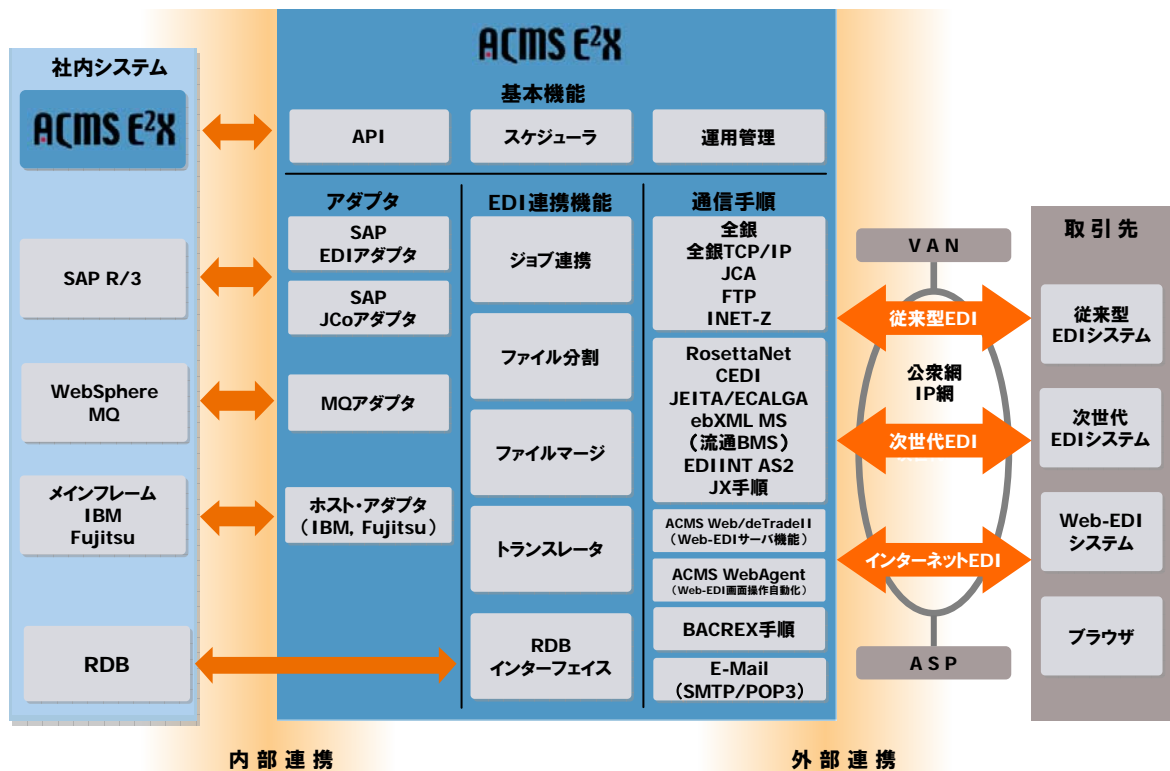 社内システム
ACMS E²X
SAP R/3
WebSphere
MQ
メインフレーム
IBM
Fujitsu
RDB
ACMS E²X
基本機能
API
スケジューラ
運用管理
アダプタ
SAP
EDIアダプタ
SAP
JCoアダプタ
MQアダプタ
ホスト・アダプタ
(IBM, Fujitsu)
EDI連携機能
ジョブ連携
ファイル分割
ファイルマージ
トランスレータ
RDB
インターフェイス
通信手順
全銀
全銀TCP/IP
JCA
FTP
INET-Z
RosettaNet
CEDI
JEITA/ECALGA
ebXML MS
(流通BMS)
EDIINT AS2
JX手順
ACMS Web/deTradeII
(Web-EDIサーバ機能)
ACMS WebAgent
(Web-EDI画面操作自動化)
BACREX手順
E-Mail
(SMTP/POP3)
VAN
従来型EDI
公衆網
IP網
次世代EDI
インターネットEDI
ASP
取引先
従来型
EDIシステム
次世代
EDIシステム
Web-EDI
システム
ブラウザ
内部連携
外部連携